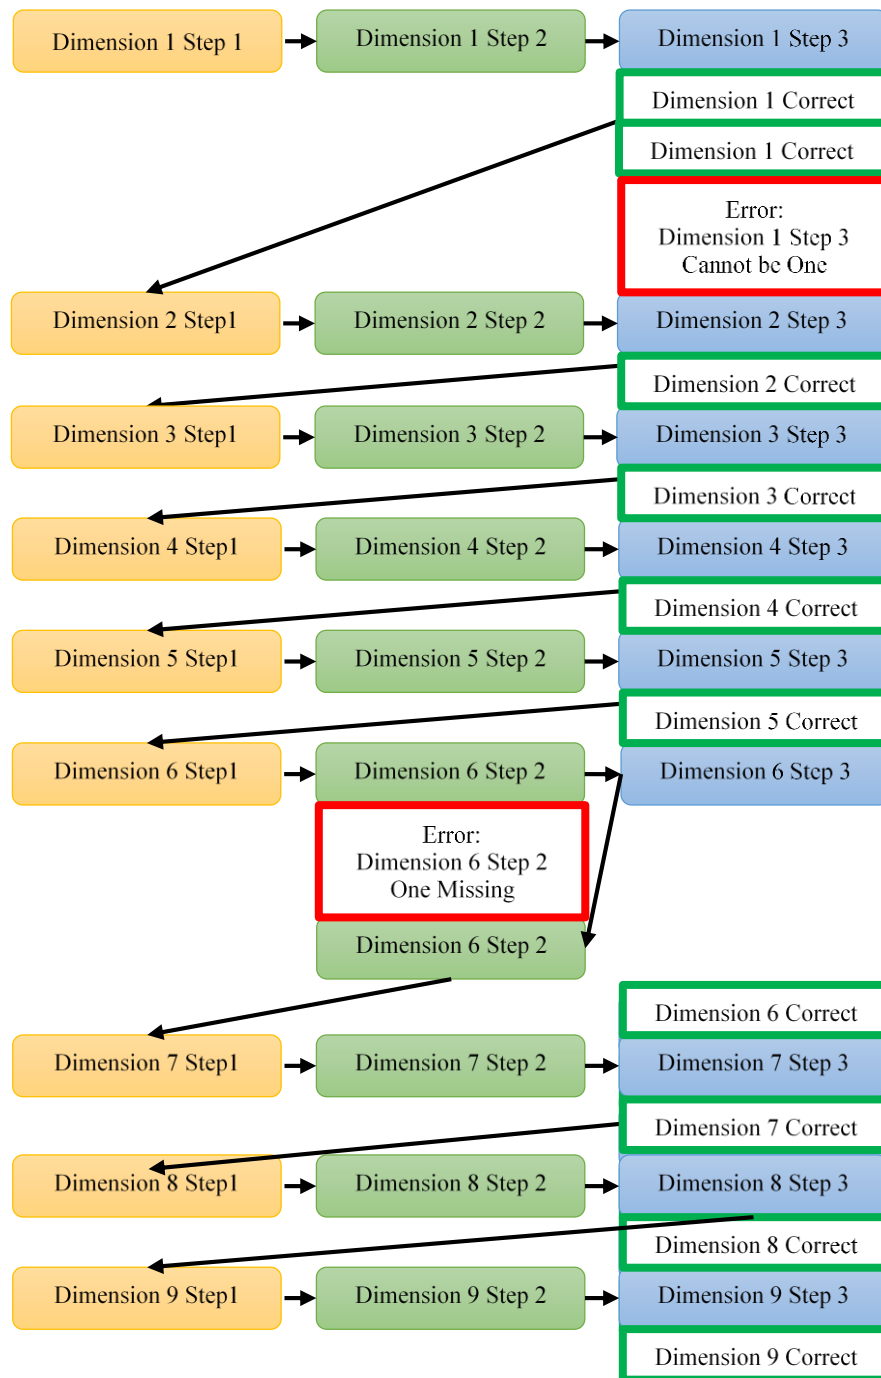 Dimension 1 Step 1
Dimension 1 Step 2
Dimension 1 Step 3
Dimension 1 Correct
Dimension 1 Correct
Error:
Dimension 1 Step 3
Cannot be One
Dimension 2 Step1
Dimension 2 Step 2
Dimension 2 Step 3
Dimension 2 Correct
Dimension 3 Step1
Dimension 3 Step 2
Dimension 3 Step 3
Dimension 3 Correct
Dimension 4 Step1
Dimension 4 Step 2
Dimension 4 Step 3
Dimension 4 Correct
Dimension 5 Step1
Dimension 5 Step 2
Dimension 5 Step 3
Dimension 5 Correct
Dimension 6 Step1
Dimension 6 Step 2
Dimension 6 Step 3
Error:
Dimension 6 Step 2
One Missing
Dimension 6 Step 2
Dimension 6 Correct
Dimension 7 Step1
Dimension 7 Step 2
Dimension 7 Step 3
Dimension 7 Correct
Dimension 8 Step1
Dimension 8 Step 2
Dimension 8 Step 3
Dimension 8 Correct
Dimension 9 Step1
Dimension 9 Step 2
Dimension 9 Step 3
Dimension 9 Correct